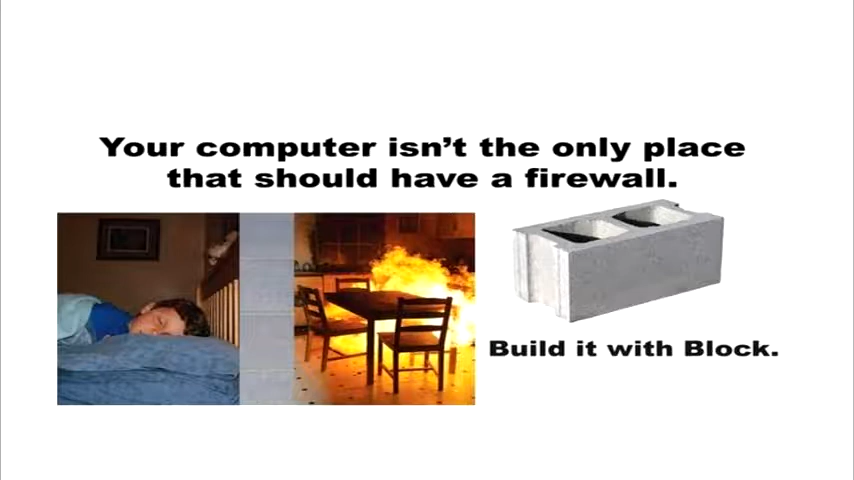 Your computer isn't the only place
that should have a firewall.
Build it with Block.